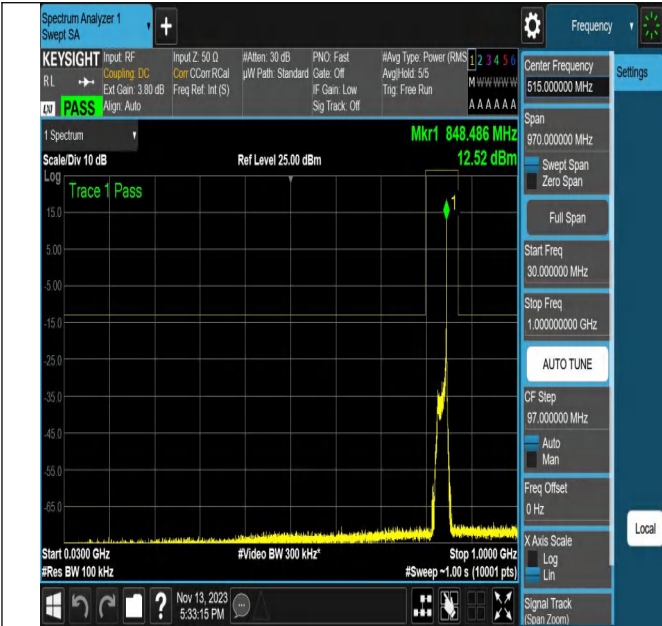 Spectrum Analyzer 1
Swept SA
+
Frequency
KEYSIGHT
Input: RF
Input Z: 50 Ω
#Atten: 30 dB
PNO: Fast
#Avg Type: Power (RMS
1 2 3 4 5 6
RL
Coupling: DC
Corr CCorr RCal
µW Path: Standard
Gate: Off
Avg|Hold: 5/5
M W W W W W
Ext Gain: 3.80 dB
Freq Ref: Int (S)
IF Gain: Low
Trig: Free Run
LXI
PASS
Align: Auto
Sig Track: Off
A A A A A A
1 Spectrum
Mkr1 848.486 MHz
Scale/Div 10 dB
Ref Level 25.00 dBm
12.52 dBm
Log
Trace 1 Pass
1
15.0
5.00
-5.00
-15.0
-25.0
-35.0
-45.0
-55.0
-65.0
Start 0.0300 GHz
#Video BW 300 kHz*
Stop 1.0000 GHz
#Res BW 100 kHz
#Sweep ~1.00 s (10001 pts)
?
Nov 13, 2023
5:33:15 PM
Center Frequency
515.000000 MHz
Settings
Span
970.000000 MHz
Swept Span
Zero Span
Full Span
Start Freq
30.000000 MHz
Stop Freq
1.000000000 GHz
AUTO TUNE
CF Step
97.000000 MHz
Auto
Man
Freq Offset
0 Hz
Local
X Axis Scale
Log
Lin
Signal Track
(Span Zoom)